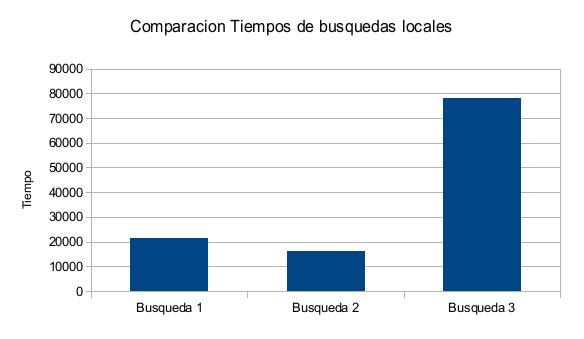 Comparacion Tiempos de busquedas locales
90000
80000
70000
60000
50000
40000
30000
20000
10000
0
Tiempo
Busqueda 1
Busqueda 2
Busqueda 3